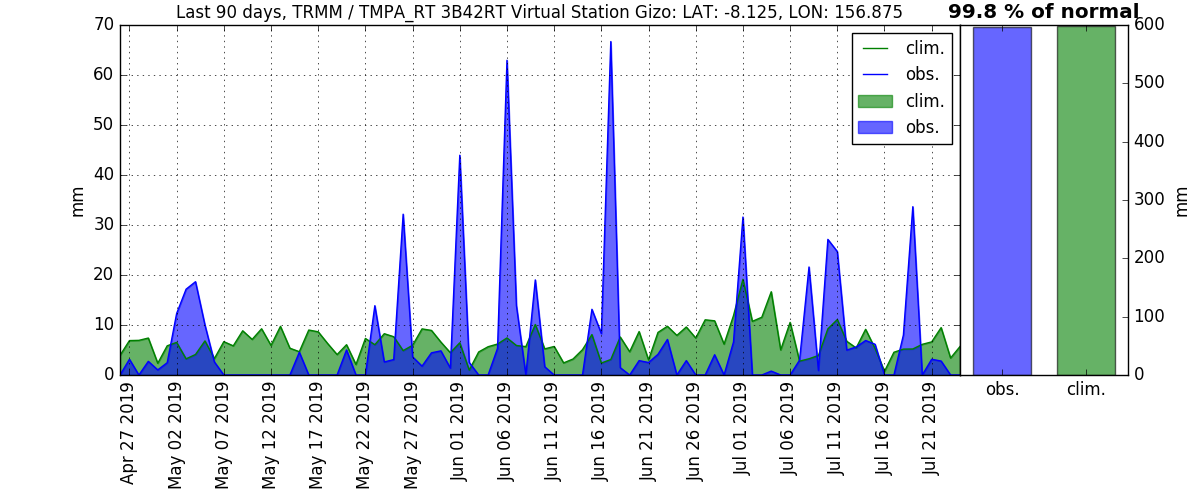 Last 90 days, TRMM / TMPA_RT 3B42RT Virtual Station Gizo: LAT: -8.125, LON: 156.875
99.8 % of normal
70
60
50
40
30
20
10
0
mm
clim.
obs.
clim.
obs.
600
500
400
300
200
100
0
mm
obs.
clim.
Apr 27 2019
May 02 2019
May 07 2019
May 12 2019
May 17 2019
May 22 2019
May 27 2019
Jun 01 2019
Jun 06 2019
Jun 11 2019
Jun 16 2019
Jun 21 2019
Jun 26 2019
Jul 01 2019
Jul 06 2019
Jul 11 2019
Jul 16 2019
Jul 21 2019